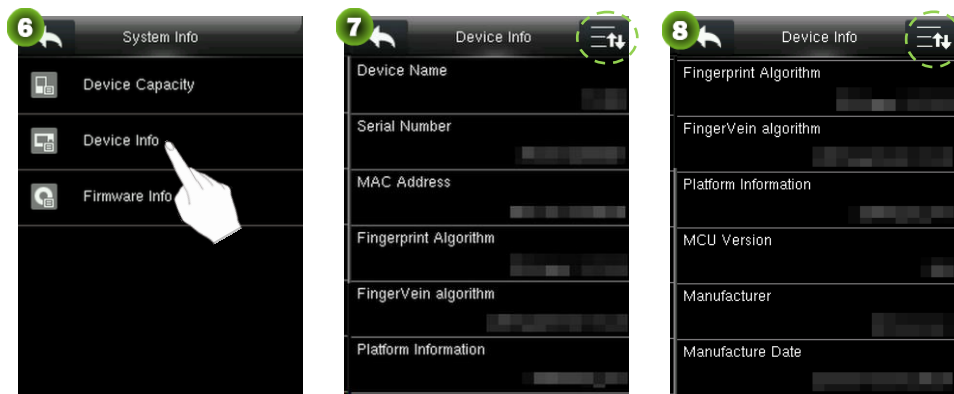 6
System Info
Device Capacity
Device Info
Firmware Info
7
Device Info
Device Name
Serial Number
MAC Address
Fingerprint Algorithm
FingerVein algorithm
Platform Information
8
Device Info
Fingerprint Algorithm
FingerVein algorithm
Platform Information
MCU Version
Manufacturer
Manufacture Date